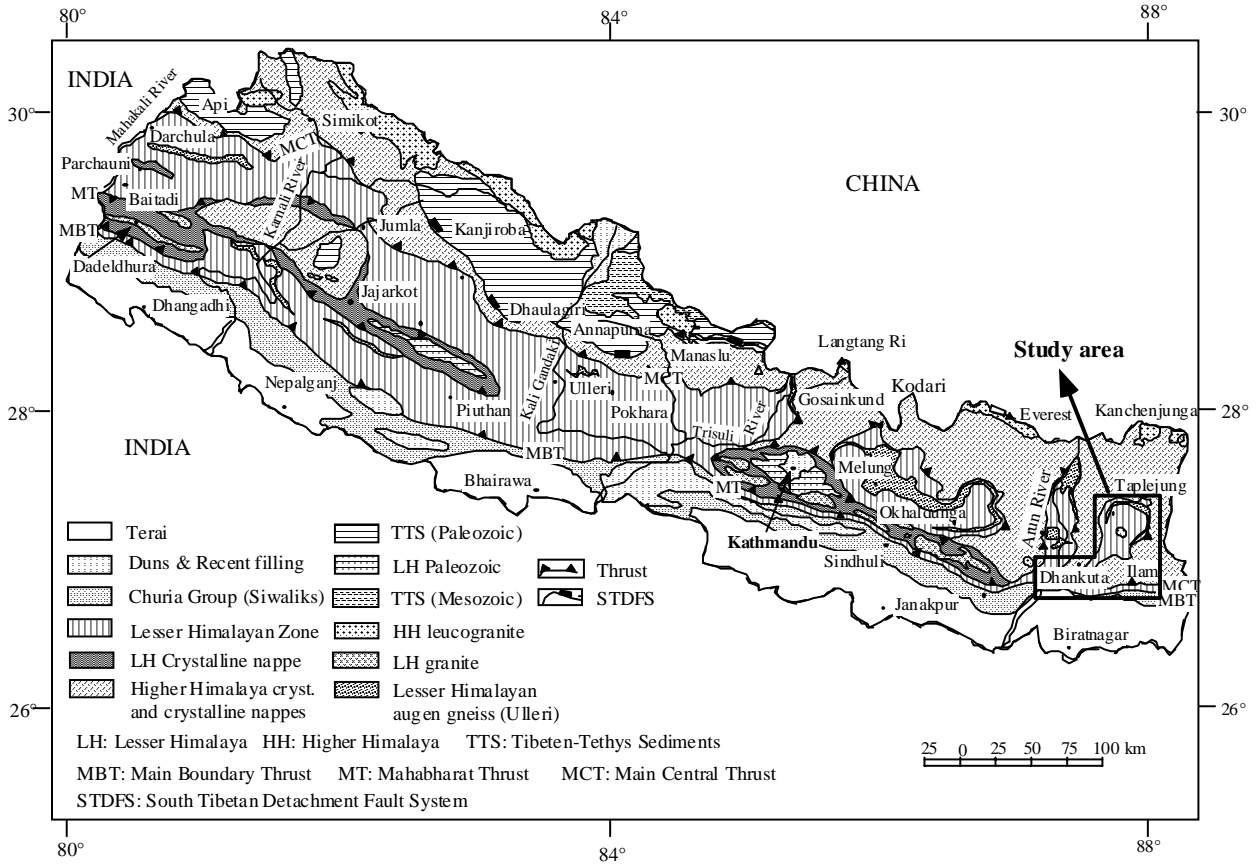 80°
84°
88°
INDIA
30°
30°
Mahakali River
Api
Simikot
Darchula
MCT
Parchauni
Karnali River
CHINA
MT
Baitadi
MBT
Jumla
Kanjiroba
Dadeldhura
Jajarkot
Dhangadhi
Dhaulagiri
Annapurna
Langtang Ri
Study area
Manaslu
Kali Gandaki
Ulleri
MCT
Gosainkund
Kodari
Nepalganj
28°
28°
Piuthan
Pokhara
Trisuli River
Everest
Kanchenjunga
INDIA
MBT
Melung
Taplejung
Bhairawa
MT
Okhaldunga
Arun River
Kathmandu
Sindhuli
Dhankuta
Ilam
MCT
MBT
Janakpur
Biratnagar
Terai
TTS (Paleozoic)
Duns & Recent filling
LH Paleozoic
Thrust
Churia Group (Siwaliks)
TTS (Mesozoic)
STDFS
Lesser Himalayan Zone
HH leucogranite
LH Crystalline nappe
LH granite
Higher Himalaya cryst.
and crystalline nappes
Lesser Himalayan
augen gneiss (Ulleri)
26°
26°
LH: Lesser Himalaya HH: Higher Himalaya TTS: Tibeten-Tethys Sediments
25 0 25 50 75 100 km
MBT: Main Boundary Thrust MT: Mahabharat Thrust MCT: Main Central Thrust
STDFS: South Tibetan Detachment Fault System
80°
84°
88°